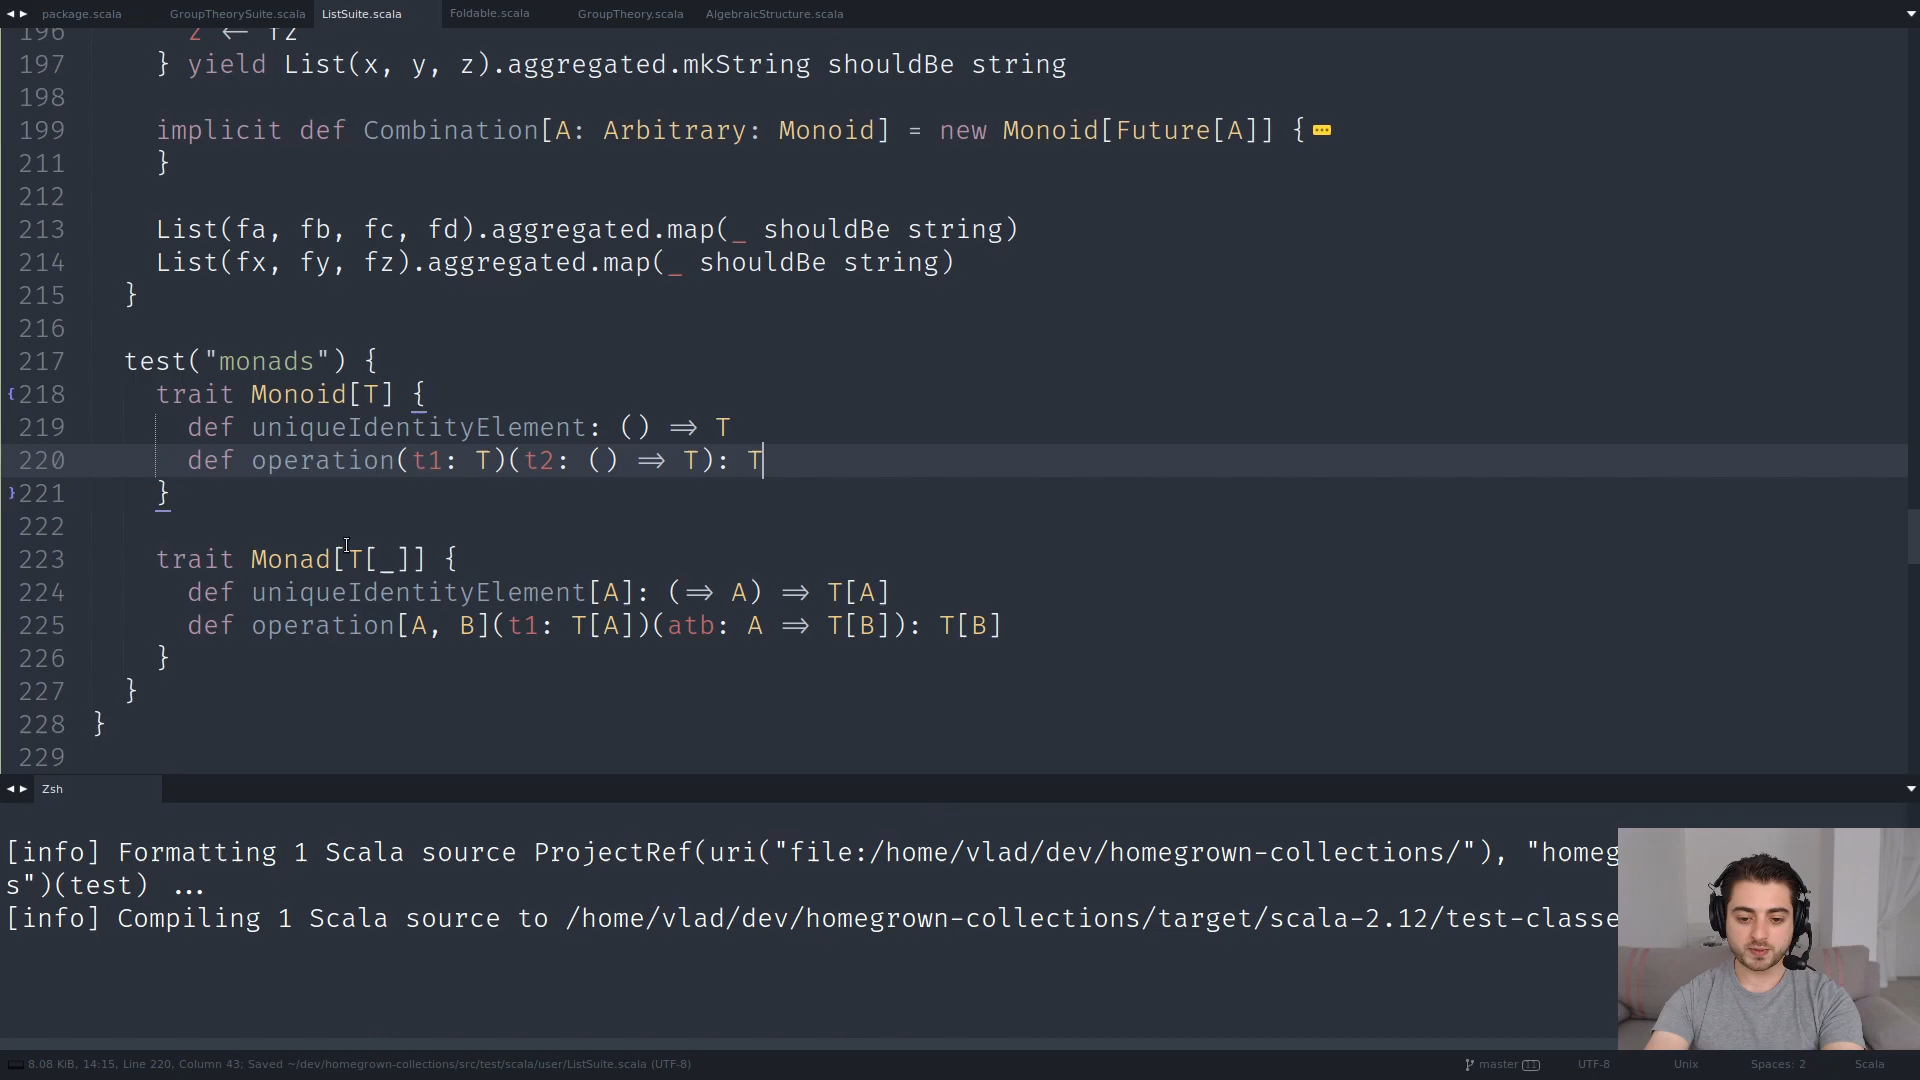 package.scala
GroupTheorySuite.scala
ListSuite.scala
Foldable.scala
GroupTheory.scala
AlgebraicStructure.scala
196 z ← fz
197 } yield List(x, y, z).aggregated.mkString shouldBe string
198
199 implicit def Combination[A: Arbitrary: Monoid] = new Monoid[Future[A]] {
211 }
212
213 List(fa, fb, fc, fd).aggregated.map(_ shouldBe string)
214 List(fx, fy, fz).aggregated.map(_ shouldBe string)
215 }
216
217 test("monads") {
218 trait Monoid[T] {
219 def uniqueIdentityElement: () ⇒ T
220 def operation(t1: T)(t2: () ⇒ T): T
221 }
222
223 trait Monad[T[_]] {
224 def uniqueIdentityElement[A]: (⇒ A) ⇒ T[A]
225 def operation[A, B](t1: T[A])(atb: A ⇒ T[B]): T[B]
226 }
227 }
228 }
229
Zsh
[info] Formatting 1 Scala source ProjectRef(uri("file:/home/vlad/dev/homegrown-collections/"), "homeg
s")(test) ...
[info] Compiling 1 Scala source to /home/vlad/dev/homegrown-collections/target/scala-2.12/test-classe
8.08 KiB, 14:15, Line 220, Column 43; Saved ~/dev/homegrown-collections/src/test/scala/user/ListSuite.scala (UTF-8)
master 11
UTF-8
Unix
Spaces: 2
Scala